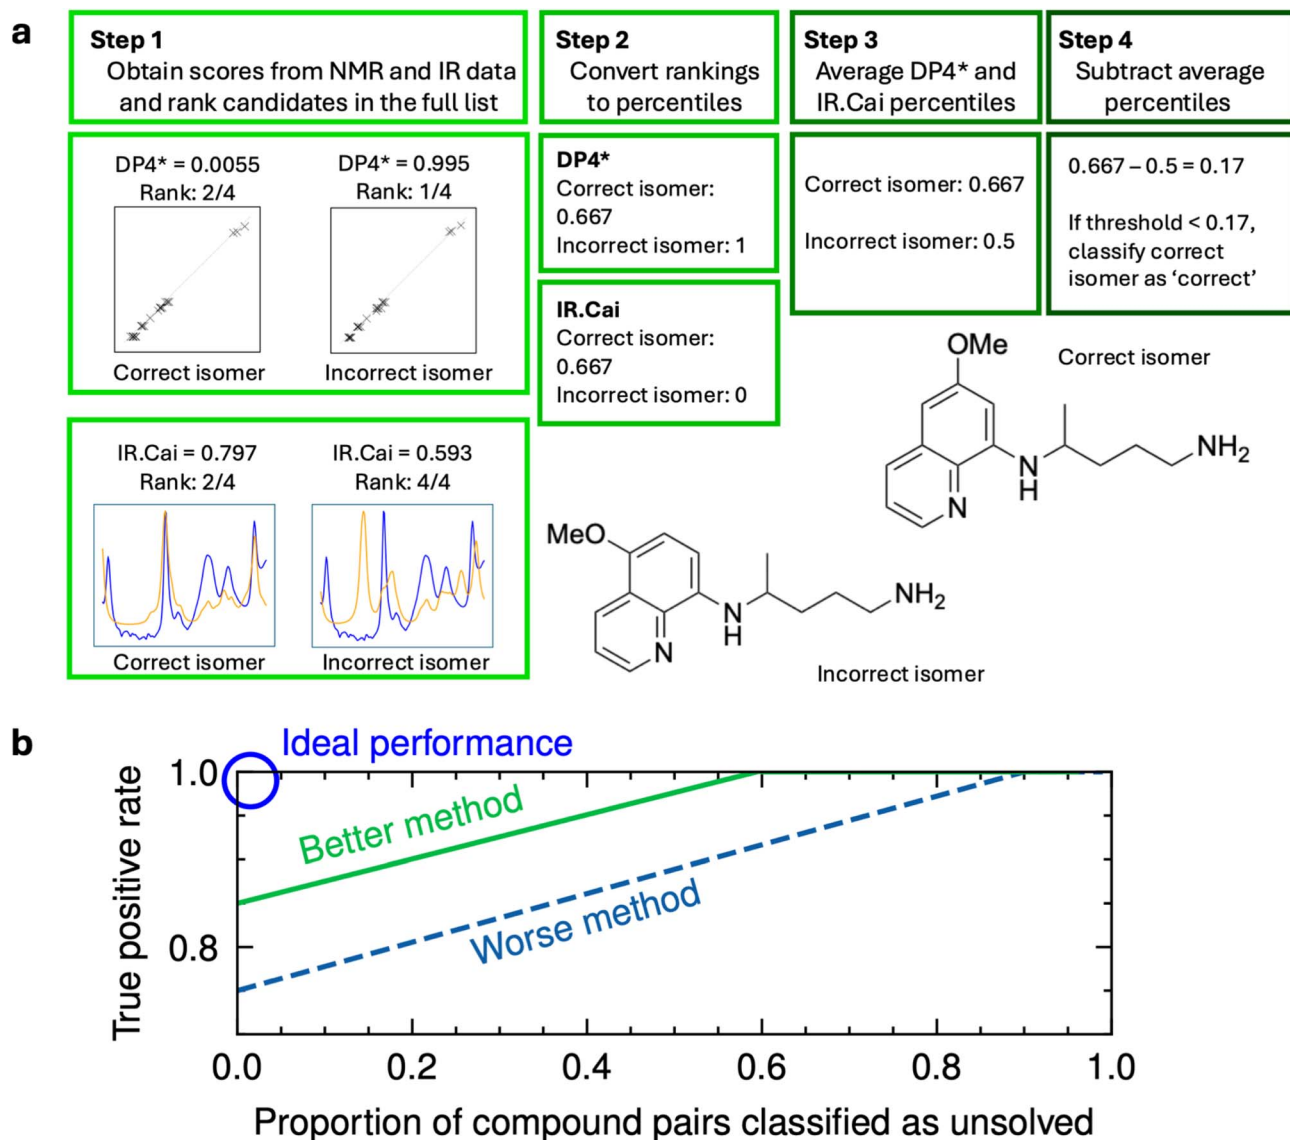 a
Step 1
Obtain scores from NMR and IR data
and rank candidates in the full list
Step 2
Convert rankings
to percentiles
Step 3
Average DP4* and
IR.Cai percentiles
Step 4
Subtract average
percentiles
DP4* = 0.0055
Rank: 2/4
Correct isomer
DP4* = 0.995
Rank: 1/4
Incorrect isomer
IR.Cai = 0.797
Rank: 2/4
Correct isomer
IR.Cai = 0.593
Rank: 4/4
Incorrect isomer
DP4*
Correct isomer:
0.667
Incorrect isomer: 1
IR.Cai
Correct isomer:
0.667
Incorrect isomer: 0
Correct isomer: 0.667
Incorrect isomer: 0.5
0.667 – 0.5 = 0.17
If threshold < 0.17,
classify correct
isomer as ‘correct’
OMe
N
H
N
NH2
Correct isomer
MeO
N
H
N
NH2
Incorrect isomer
b
Ideal performance
Better method
Worse method
True positive rate
1.0
0.8
0.0 0.2 0.4 0.6 0.8 1.0
Proportion of compound pairs classified as unsolved